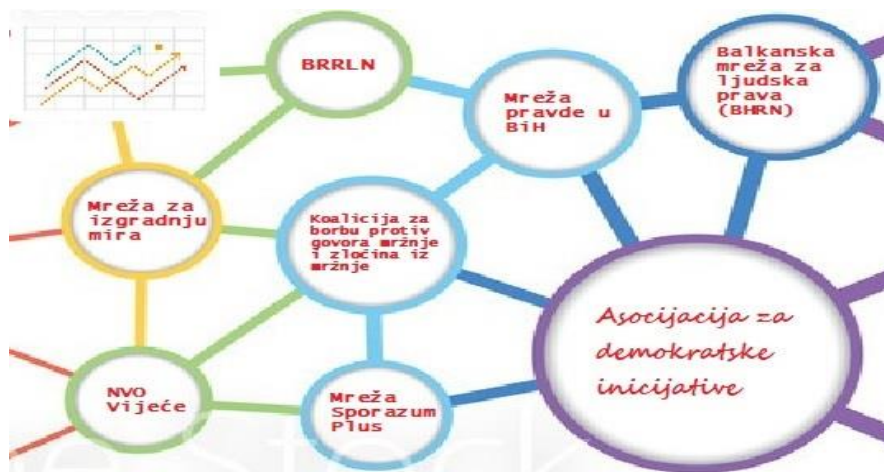 BRRLN
Mreža
pravde u
BiH
Balkanska
mreža za
ljudska
prava
(BHRN)
Mreža za
izgradnju
mira
Koalicija za
borbu protiv
govora mržnje
i zločina iz
mržnje
Asocijacija za
demokratske
inicijative
NVO
Vijeće
Mreža
Sporazum
Plus